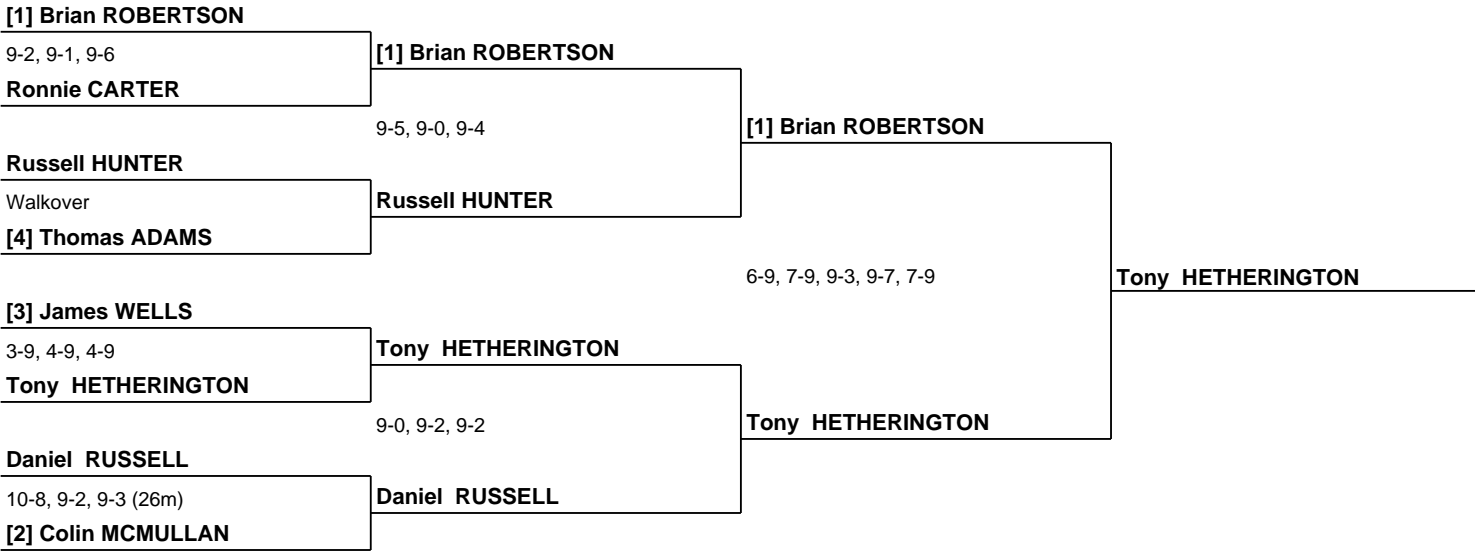 [1] Brian ROBERTSON
9-2, 9-1, 9-6
[1] Brian ROBERTSON
Ronnie CARTER
9-5, 9-0, 9-4
[1] Brian ROBERTSON
Russell HUNTER
Walkover
Russell HUNTER
[4] Thomas ADAMS
6-9, 7-9, 9-3, 9-7, 7-9
Tony HETHERINGTON
[3] James WELLS
3-9, 4-9, 4-9
Tony HETHERINGTON
Tony HETHERINGTON
9-0, 9-2, 9-2
Tony HETHERINGTON
Daniel RUSSELL
10-8, 9-2, 9-3 (26m)
Daniel RUSSELL
[2] Colin MCMULLAN